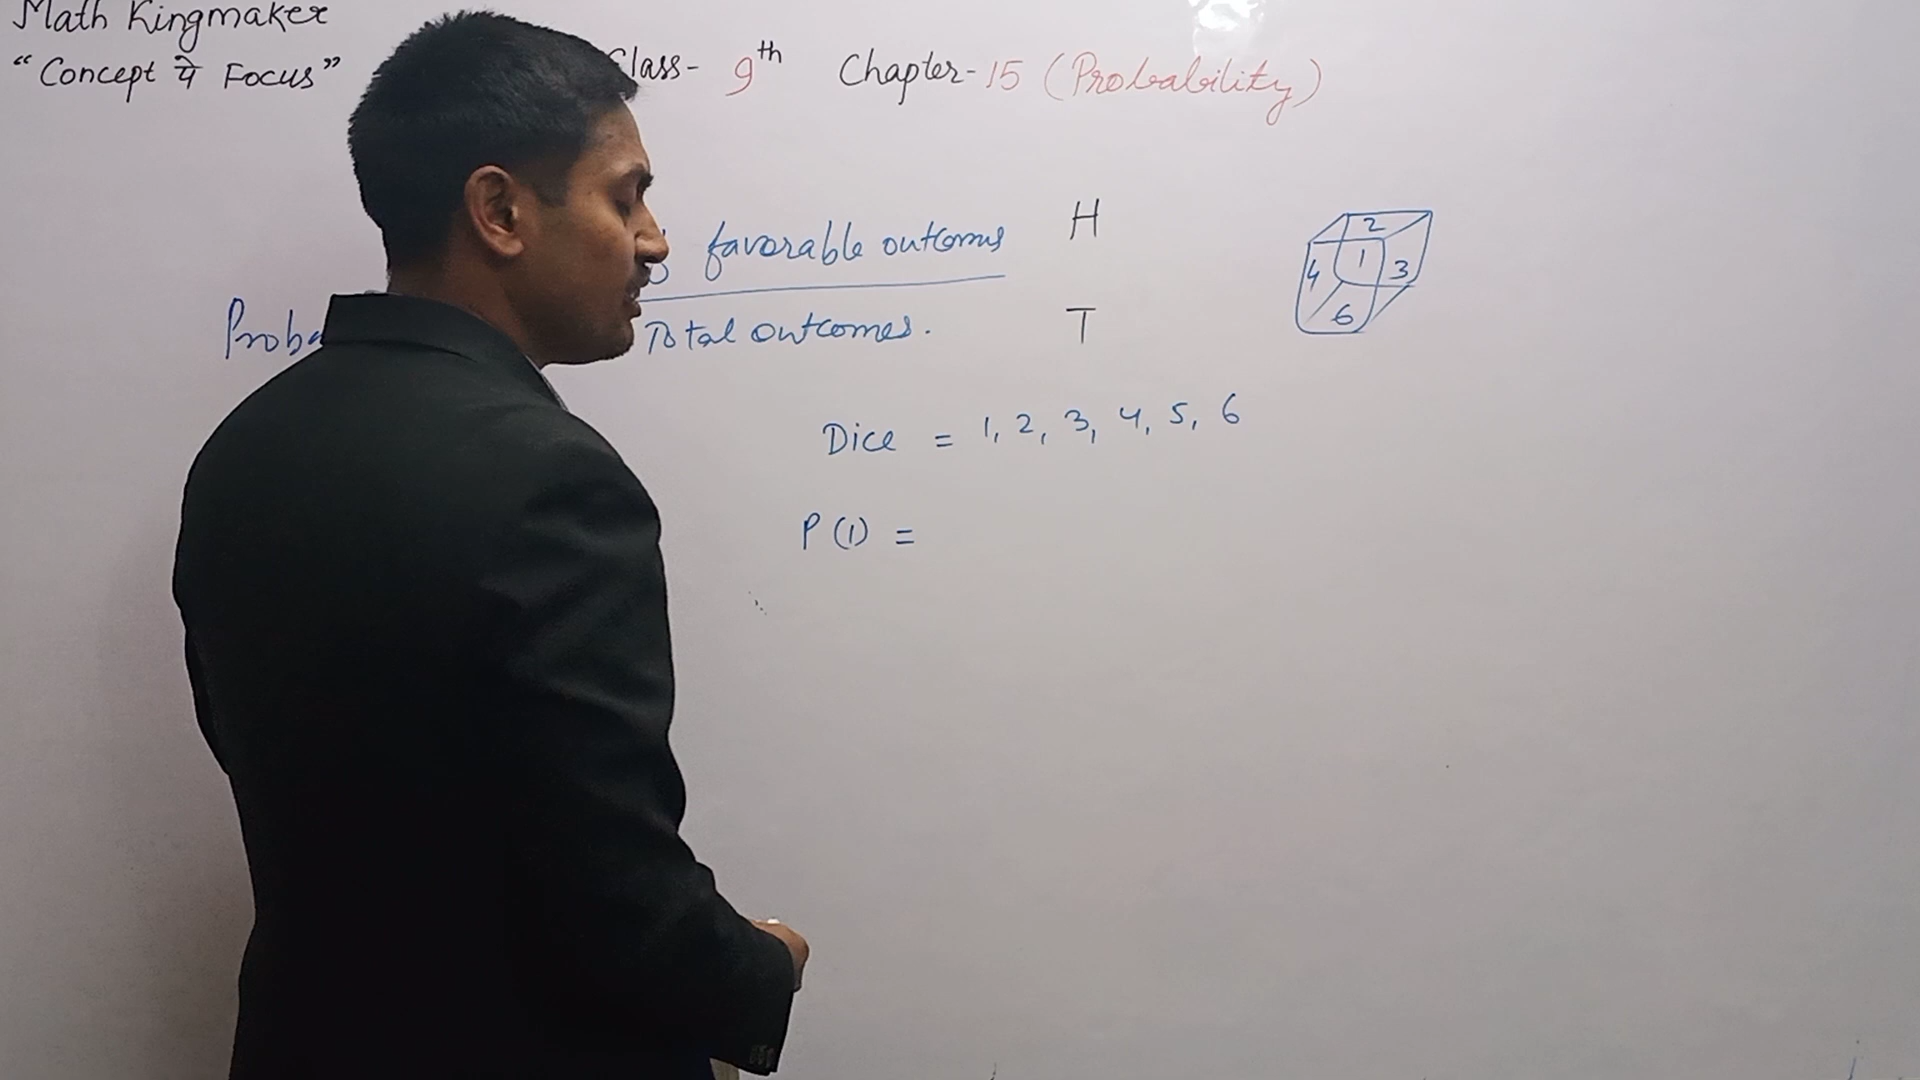 Math Kingmaker
"Concept पे Focus"
Class- 9th Chapter-15 (Probability)
favorable outcomes
Total outcomes.
H
T
2
4 1 3
6
Dice = 1, 2, 3, 4, 5, 6
P(1) =